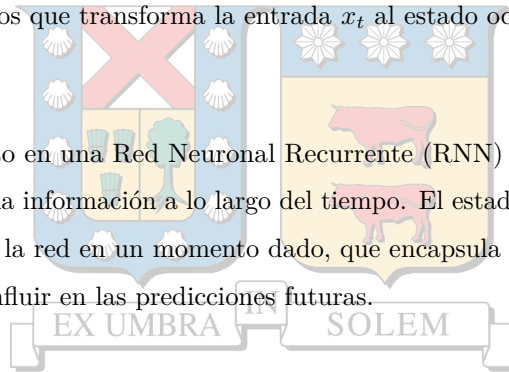 os que transforma la entrada x_t al estado oc
o en una Red Neuronal Recurrente (RNN)
a información a lo largo del tiempo. El estad
la red en un momento dado, que encapsula
nfluir en las predicciones futuras.
EX UMBRA IN SOLEM